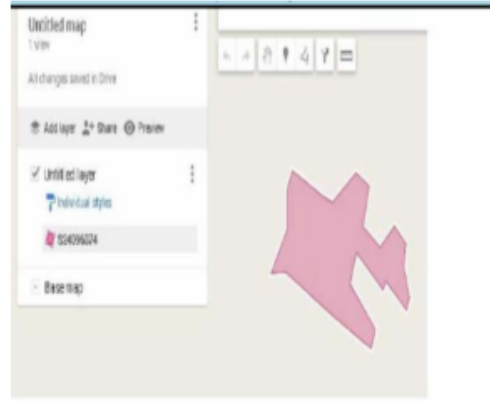 Untitled map
1 view
All changes saved in Drive
Add layer Share Preview
Untitled layer
Individual styles
Base map